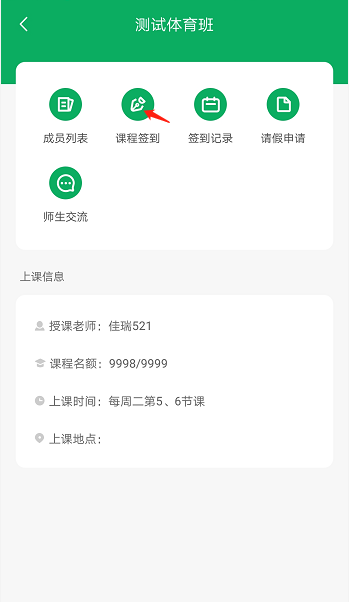 测试体育班
成员列表 课程签到 签到记录 请假申请
师生交流
上课信息
授课老师：佳瑞521
课程名额：9998/9999
上课时间：每周二第5、6节课
上课地点：